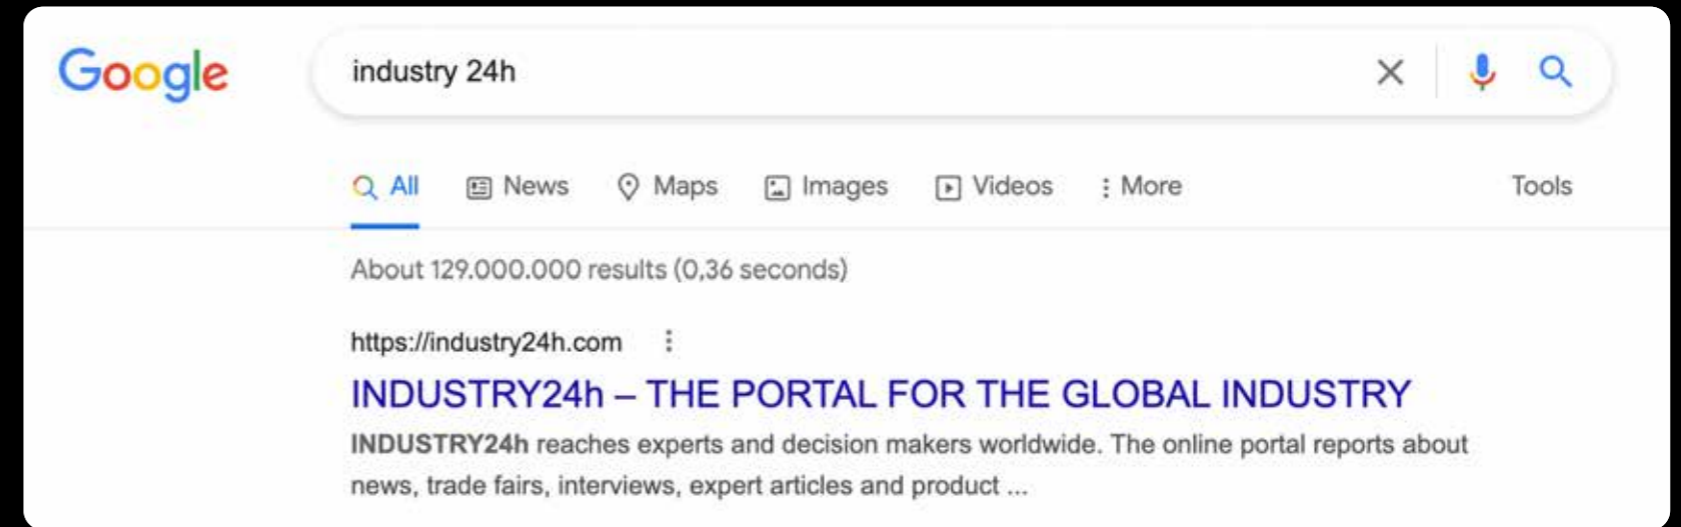 Google
industry 24h
All News Maps Images Videos More Tools
About 129.000.000 results (0,36 seconds)
https://industry24h.com
INDUSTRY24h – THE PORTAL FOR THE GLOBAL INDUSTRY
INDUSTRY24h reaches experts and decision makers worldwide. The online portal reports about
news, trade fairs, interviews, expert articles and product ...